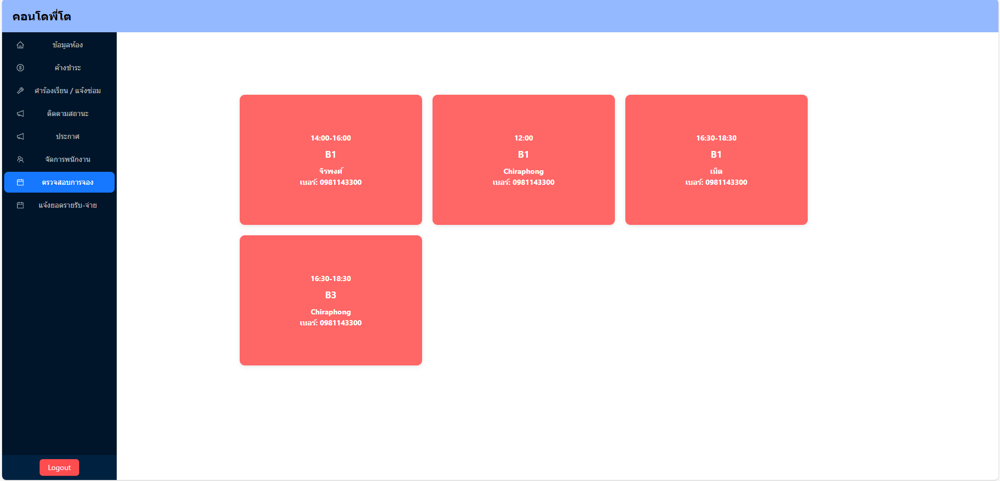 คอนโดพี่โต
ข้อมูลห้อง
ค้างชำระ
คำร้องเรียน / แจ้งซ่อม
ติดตามสถานะ
ประกาศ
จัดการพนักงาน
ตรวจสอบการจอง
แจ้งยอดรายรับ-จ่าย
Logout
14:00-16:00
B1
จิรพงศ์
เบอร์: 0981143300
12:00
B1
Chiraphong
เบอร์: 0981143300
16:30-18:30
B1
เน็ต
เบอร์: 0981143300
16:30-18:30
B3
Chiraphong
เบอร์: 0981143300